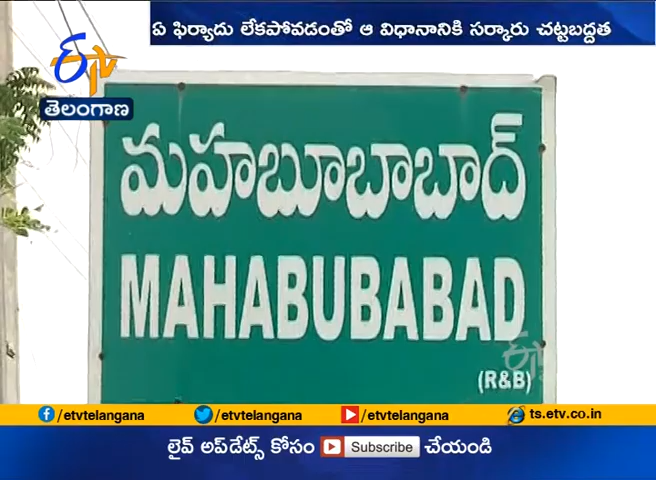 ఏ ఫిర్యాదు లేకపోవడంతో ఆ విధానానికి సర్కారు చట్టబద్ధత
ETV
తెలంగాణ
మహబూబాబాద్
MAHABUBABAD
(R&B)
/etvtelangana /etvtelangana /etvtelangana ts.etv.co.in
లైవ్ అప్‌డేట్స్ కోసం Subscribe చేయండి